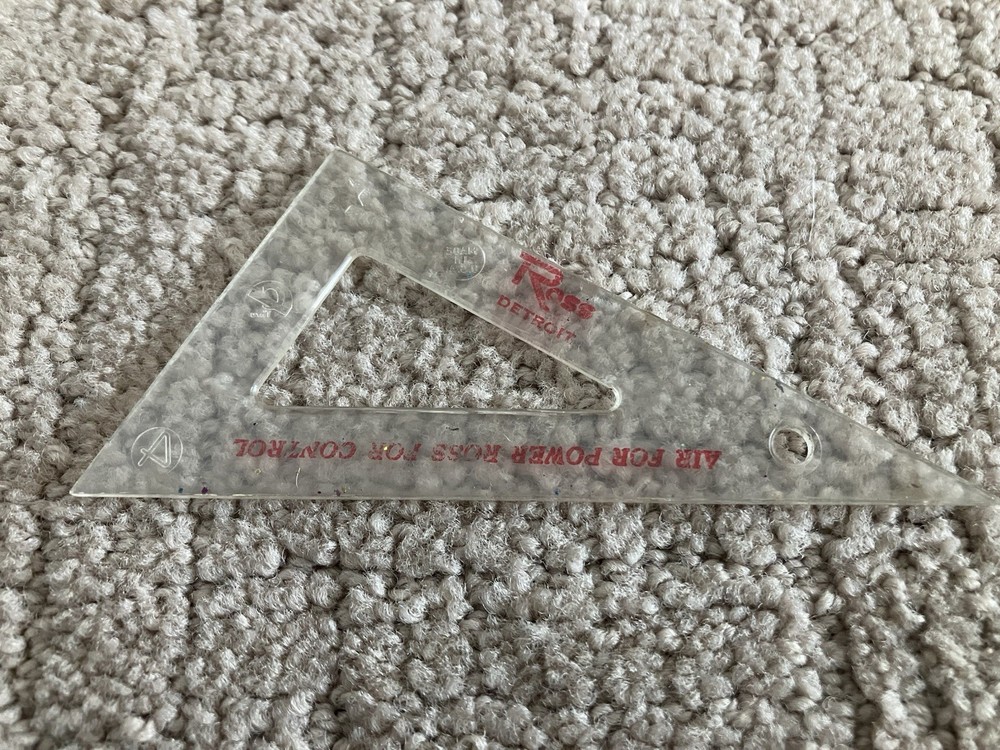 Ross
DETROIT
AIR FOR POWER ROSS FOR CONTROL